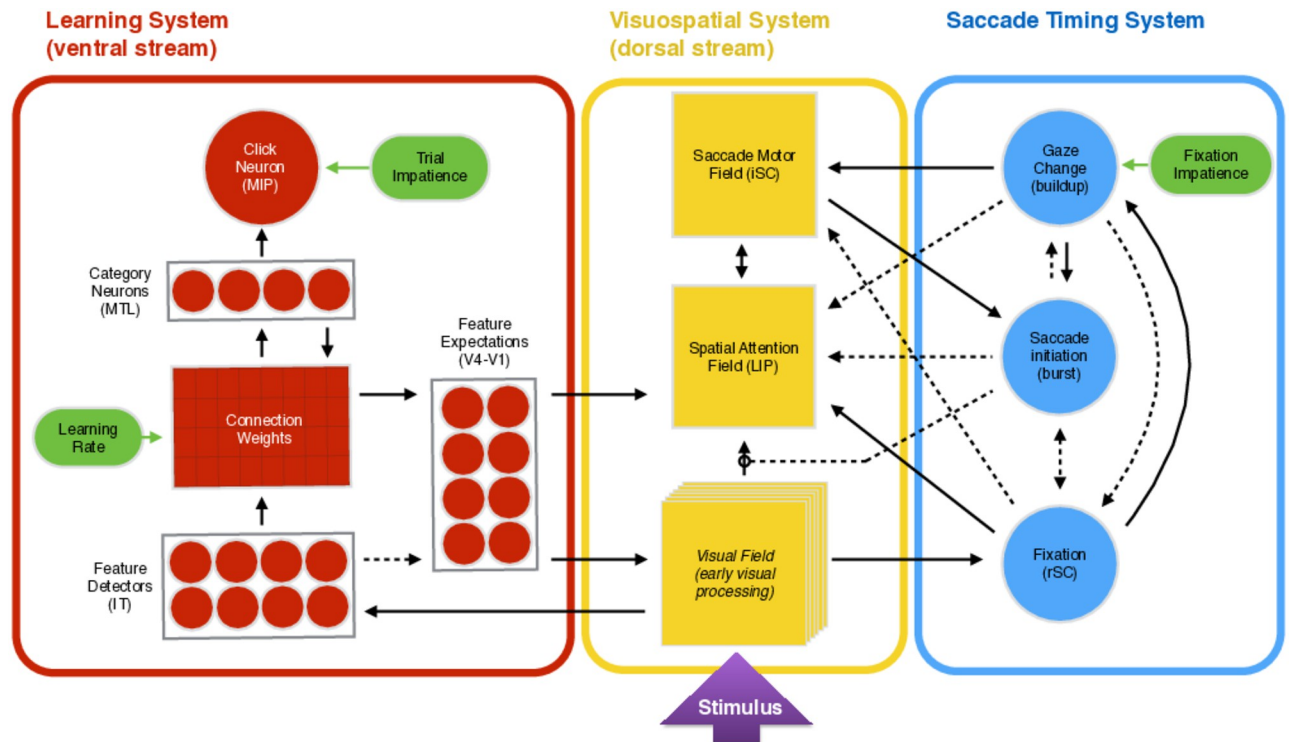 Learning System
(ventral stream)
Visuospatial System
(dorsal stream)
Saccade Timing System
Click
Neuron
(MIP)
Trial
Impatience
Category
Neurons
(MTL)
Feature
Expectations
(V4-V1)
Learning
Rate
Connection
Weights
Feature
Detectors
(IT)
Saccade Motor
Field (iSC)
Spatial Attention
Field (LIP)
Visual Field
(early visual
processing)
Stimulus
Gaze
Change
(buildup)
Fixation
Impatience
Saccade
initiation
(burst)
Fixation
(rSC)